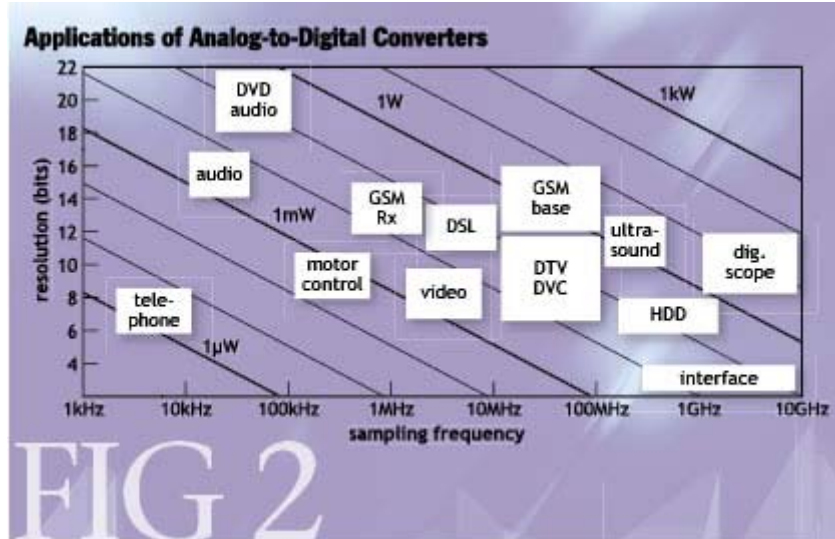 Applications of Analog-to-Digital Converters
resolution (bits)
22
20
18
16
14
12
10
8
6
4
DVD
audio
1W
1kW
audio
1mW
GSM
Rx
DSL
GSM
base
ultra-
sound
dig.
scope
motor
control
video
DTV
DVC
HDD
tele-
phone
1µW
interface
1kHz 10kHz 100kHz 1MHz 10MHz 100MHz 1GHz 10GHz
sampling frequency
FIG 2